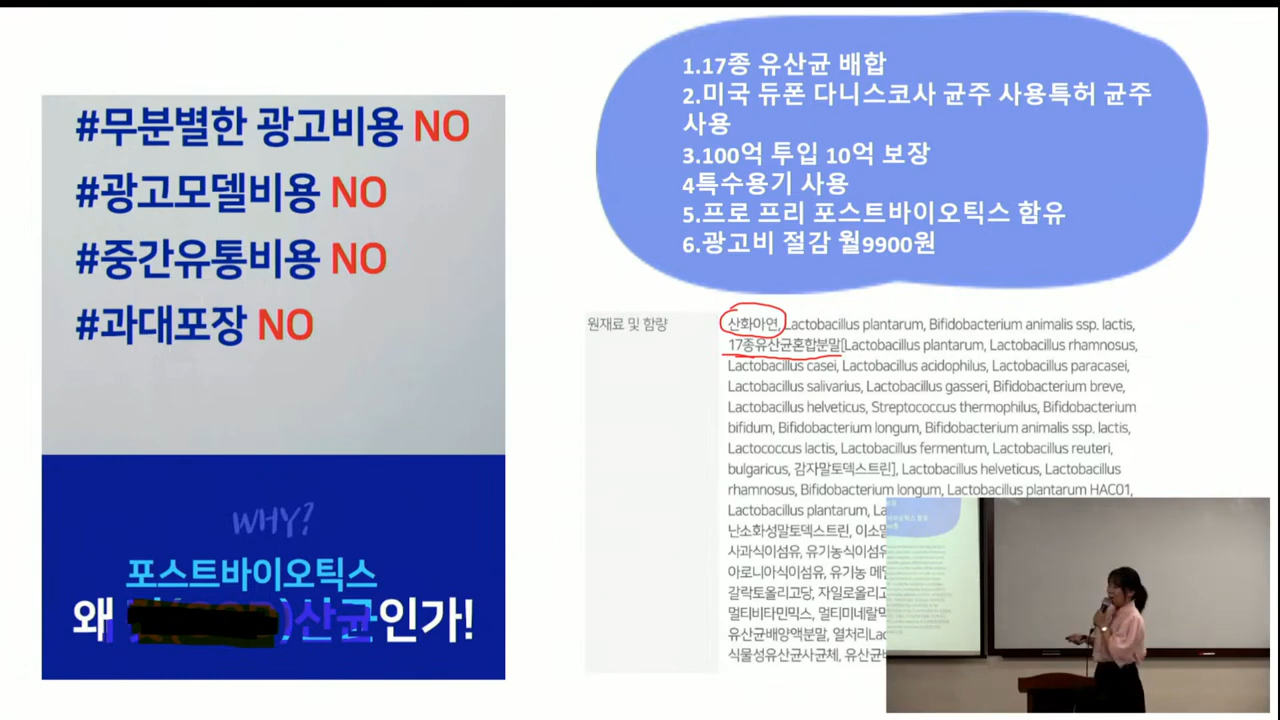 #무분별한 광고비용 NO
#광고모델비용 NO
#중간유통비용 NO
#과대포장 NO
WHY?
포스트바이오틱스
왜 산균인가!
1.17종 유산균 배합
2.미국 듀폰 다니스코사 균주 사용특허 균주
사용
3.100억 투입 10억 보장
4특수용기 사용
5.프로 프리 포스트바이오틱스 함유
6.광고비 절감 월9900원
원재료 및 함량
산화아연, Lactobacillus plantarum, Bifidobacterium animalis ssp. lactis,
17종유산균혼합분말[Lactobacillus plantarum, Lactobacillus rhamnosus,
Lactobacillus casei, Lactobacillus acidophilus, Lactobacillus paracasei,
Lactobacillus salivarius, Lactobacillus gasseri, Bifidobacterium breve,
Lactobacillus helveticus, Streptococcus thermophilus, Bifidobacterium
bifidum, Bifidobacterium longum, Bifidobacterium animalis ssp. lactis,
Lactococcus lactis, Lactobacillus fermentum, Lactobacillus reuteri,
bulgaricus, 감자말토덱스트린], Lactobacillus helveticus, Lactobacillus
rhamnosus, Bifidobacterium longum, Lactobacillus plantarum HAC01,
Lactobacillus plantarum, La
난소화성말토덱스트린, 이소말
사과식이섬유, 유기농식이섬유
아로니아식이섬유, 유기농 메밀
갈락토올리고당, 자일로올리고
멀티비타민믹스, 멀티미네랄믹
유산균배양액분말, 열처리Lac
식물성유산균사균체, 유산균